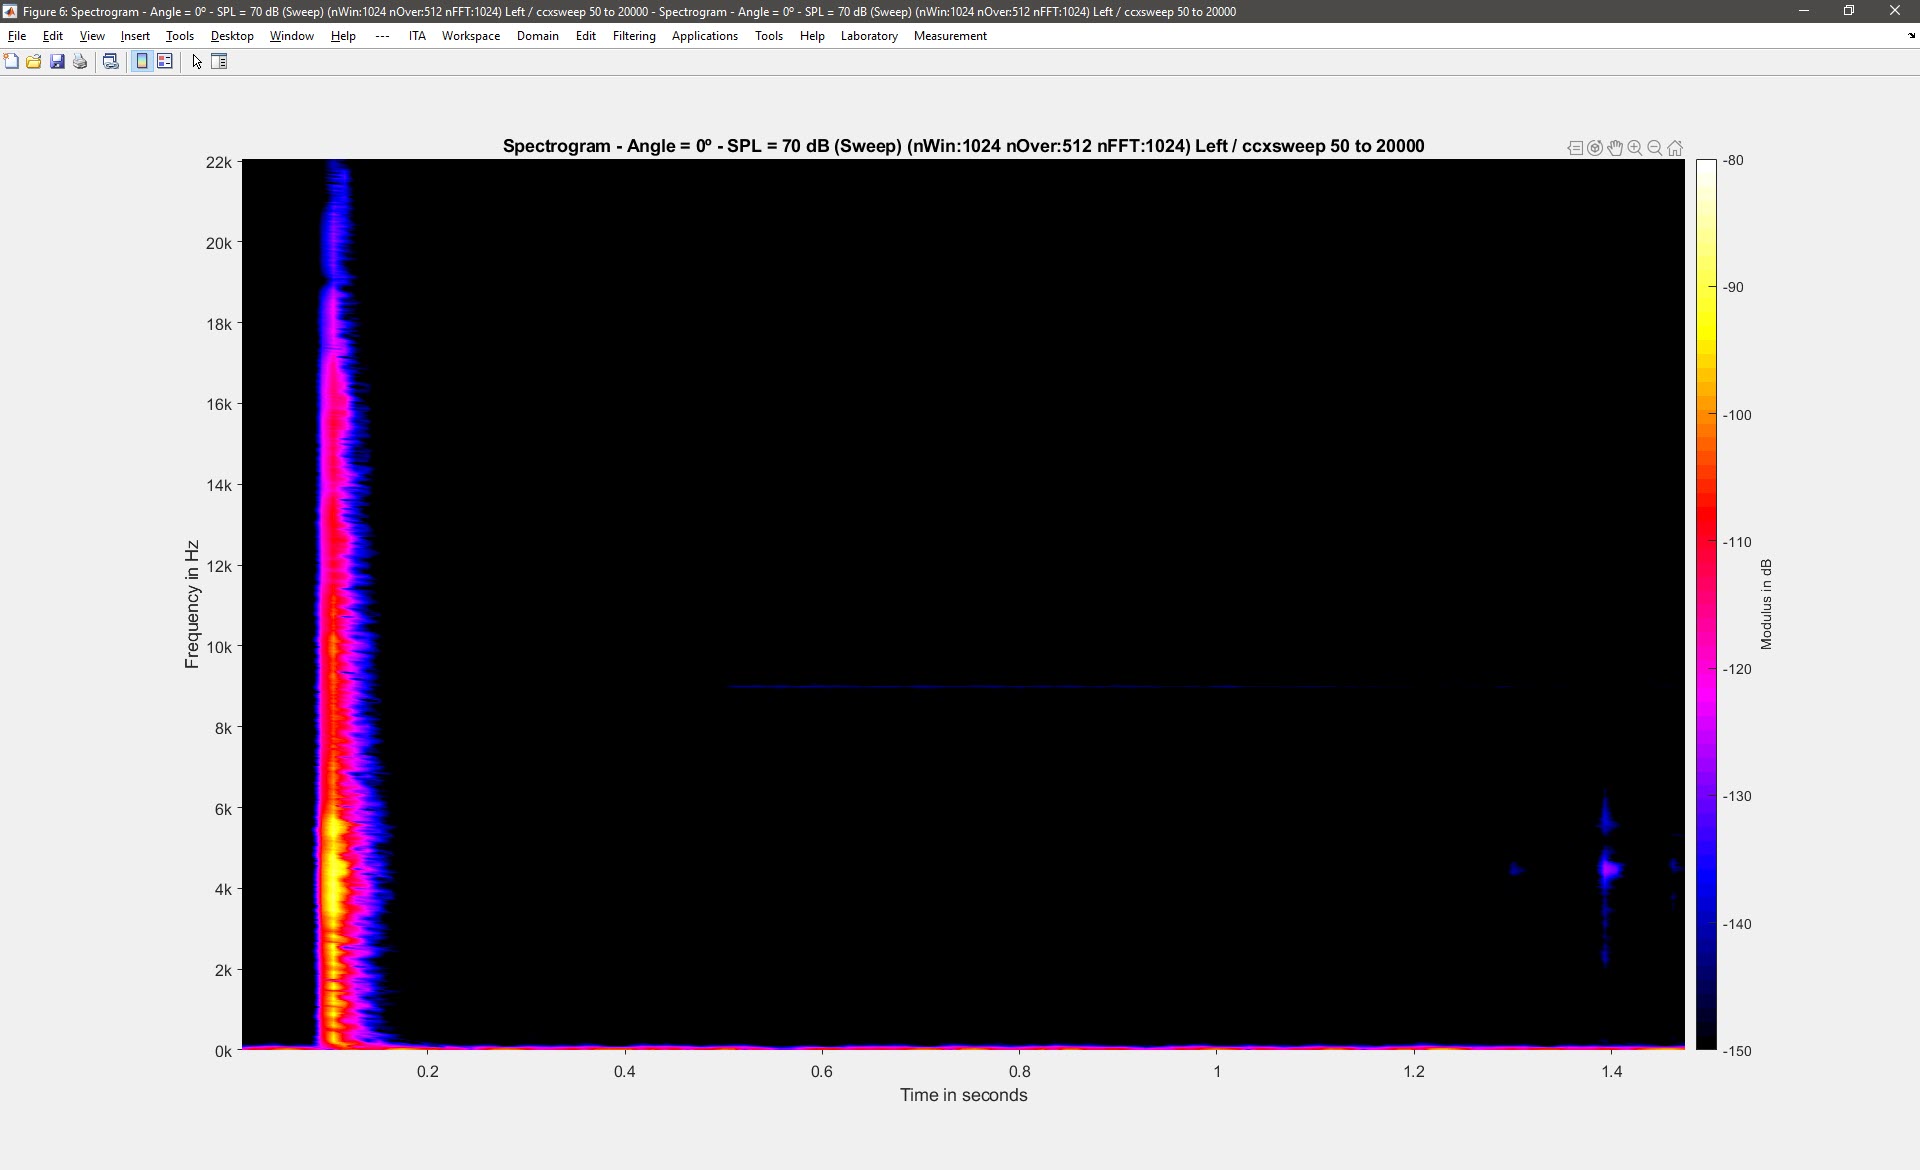 Figure 6: Spectrogram - Angle = 0º - SPL = 70 dB (Sweep) (nWin:1024 nOver:512 nFFT:1024) Left / ccxsweep 50 to 20000 - Spectrogram - Angle = 0º - SPL = 70 dB (Sweep) (nWin:1024 nOver:512 nFFT:1024) Left / ccxsweep 50 to 20000
File Edit View Insert Tools Desktop Window Help --- ITA Workspace Domain Edit Filtering Applications Tools Help Laboratory Measurement
Spectrogram - Angle = 0º - SPL = 70 dB (Sweep) (nWin:1024 nOver:512 nFFT:1024) Left / ccxsweep 50 to 20000
22k
20k
18k
16k
14k
12k
10k
8k
6k
4k
2k
0k
Frequency in Hz
0.2 0.4 0.6 0.8 1 1.2 1.4
Time in seconds
-80
-90
-100
-110
-120
-130
-140
-150
Modulus in dB